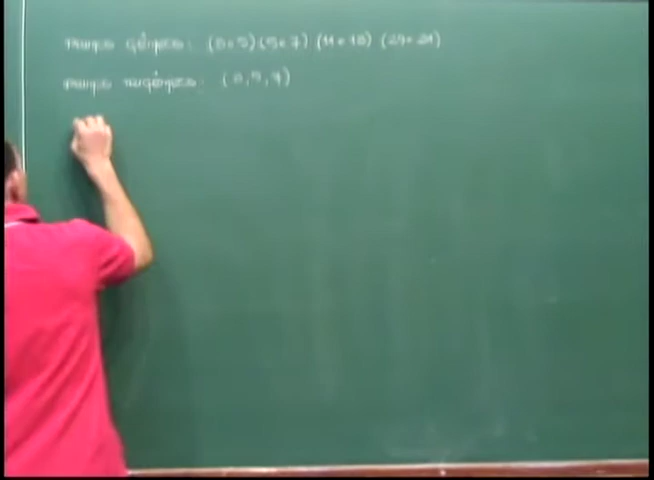 primos gêmeos: (3 e 5) (5 e 7) (11 e 13) (29 e 31)
primos trigêmeos: (3, 5, 7)